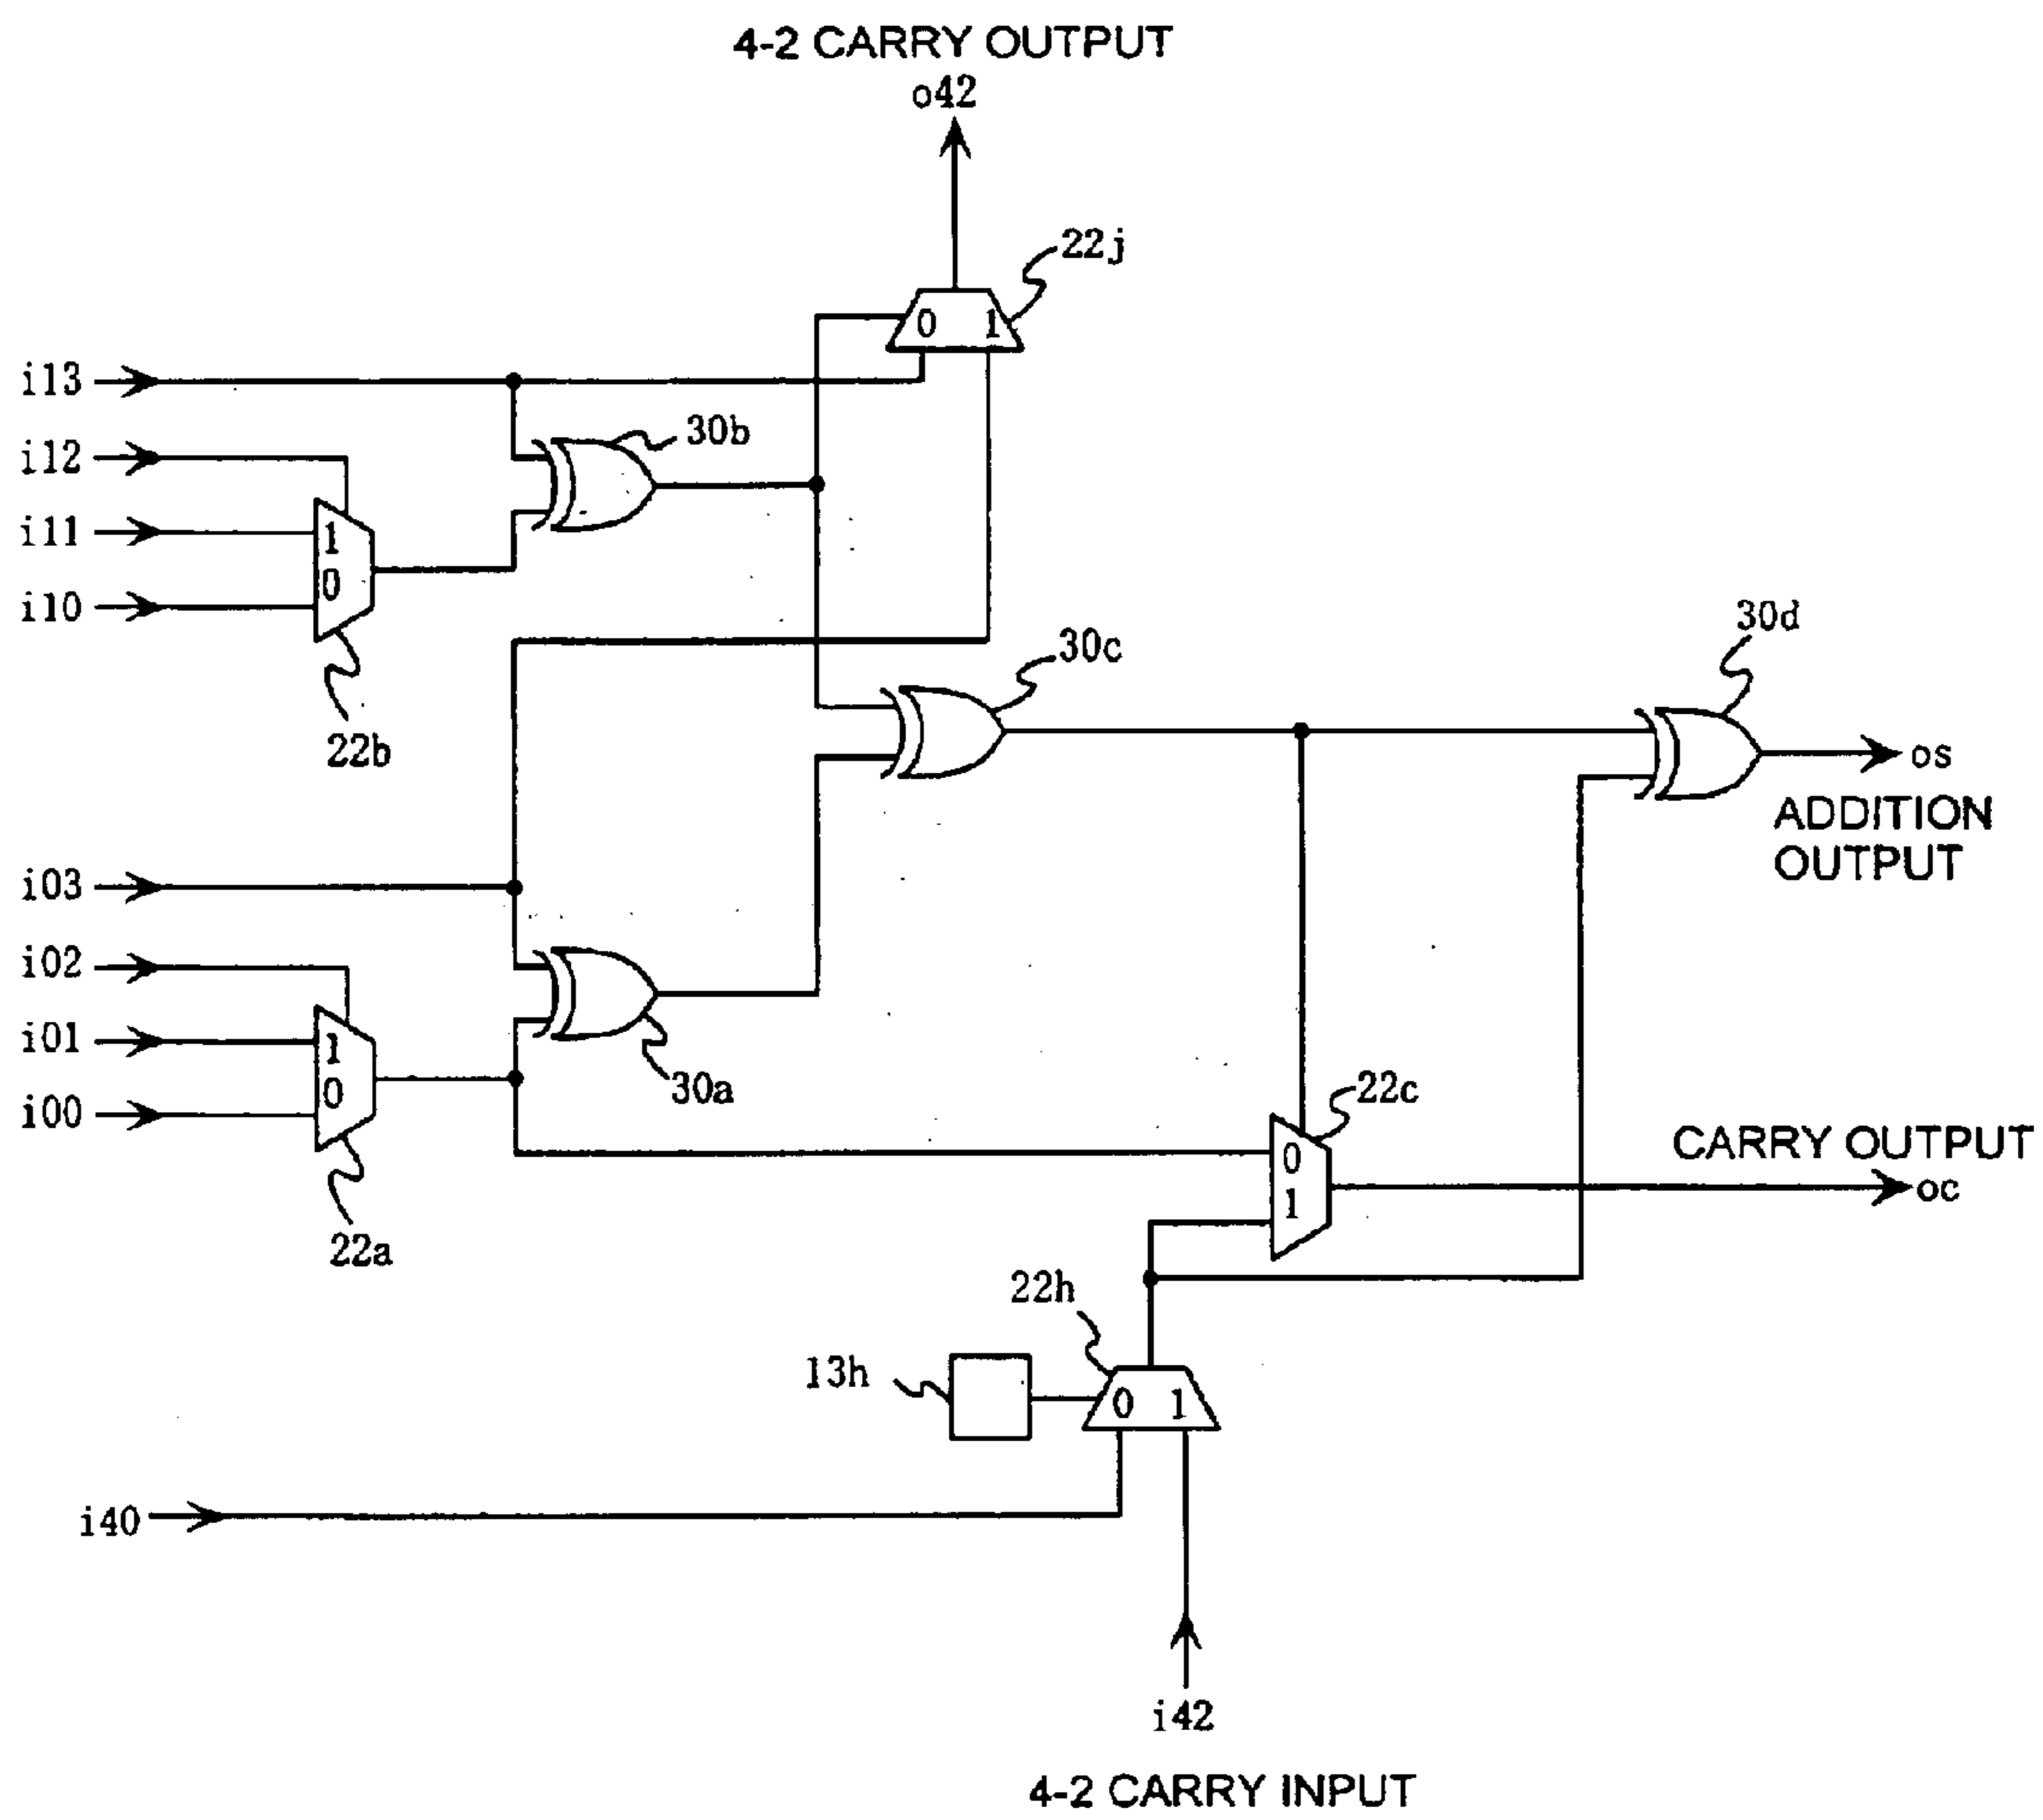 4-2 CARRY OUTPUT
o42
22j
0 1
i13
30b
i12
i11
1
i10
0
22b
30c
30d
os
ADDITION
OUTPUT
i03
i02
i01
1
i00
0
30a
22a
22c
0
1
CARRY OUTPUT
oc
22h
13h
0 1
i40
i42
4-2 CARRY INPUT